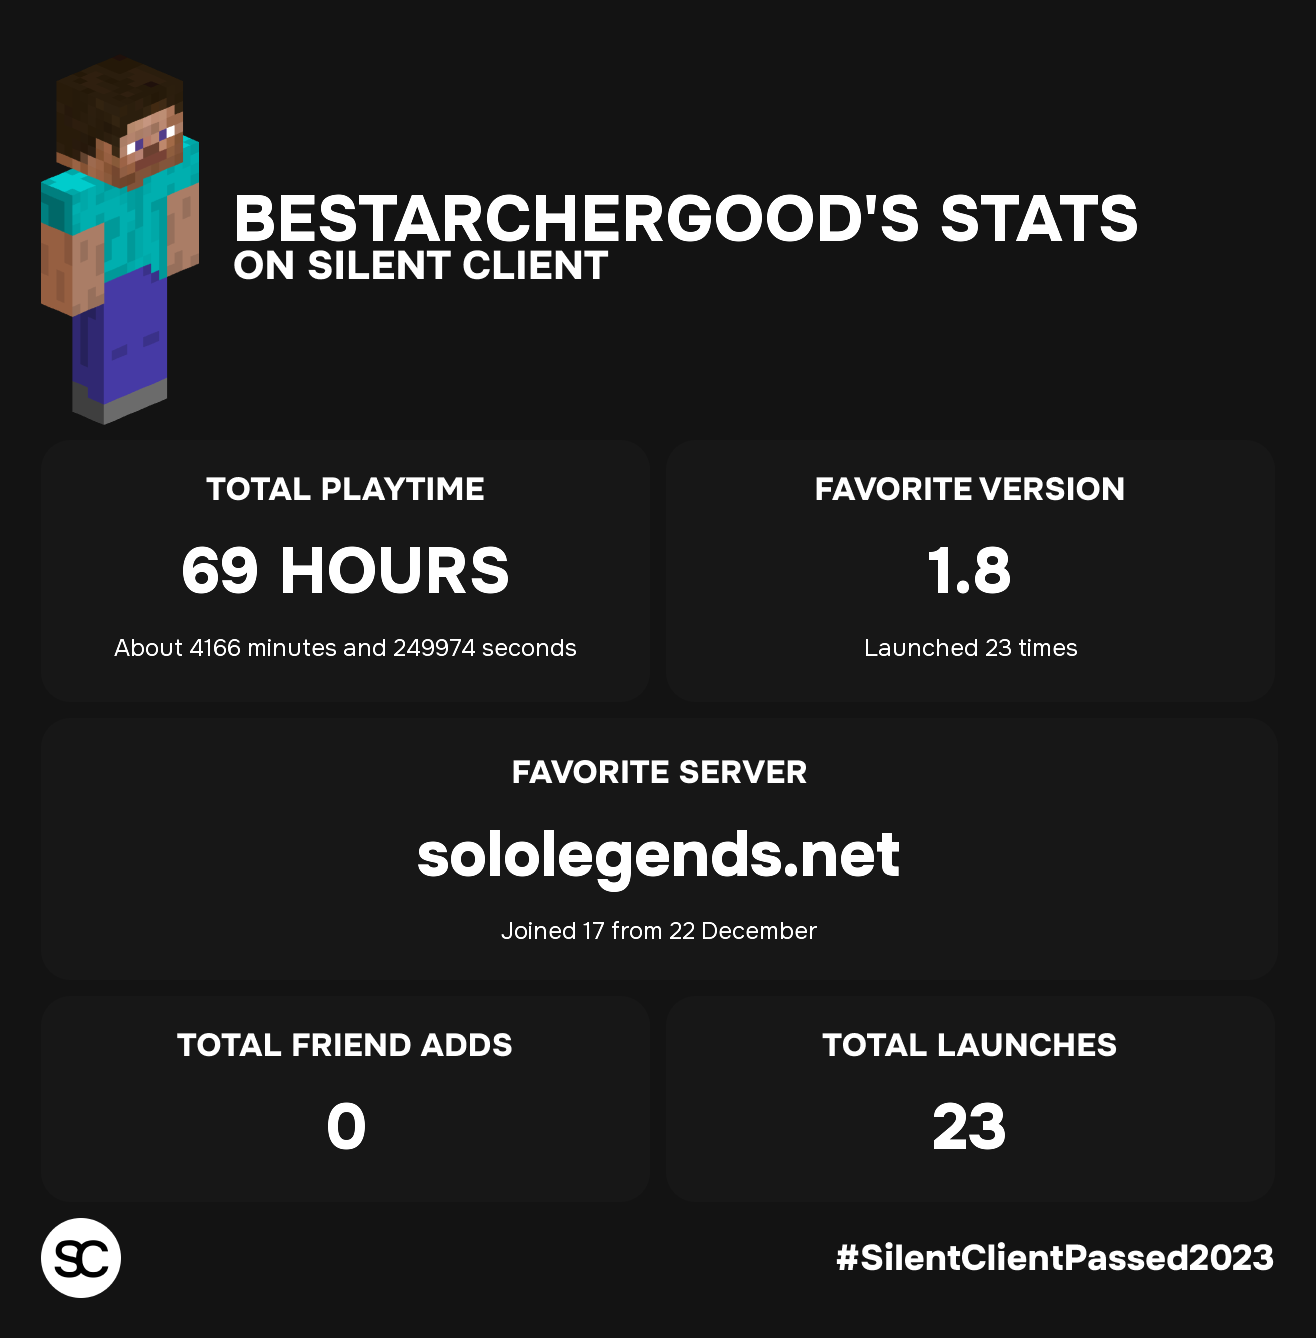 BESTARCHERGOOD'S STATS
ON SILENT CLIENT
TOTAL PLAYTIME
69 HOURS
About 4166 minutes and 249974 seconds
FAVORITE VERSION
1.8
Launched 23 times
FAVORITE SERVER
sololegends.net
Joined 17 from 22 December
TOTAL FRIEND ADDS
0
TOTAL LAUNCHES
23
SC
#SilentClientPassed2023